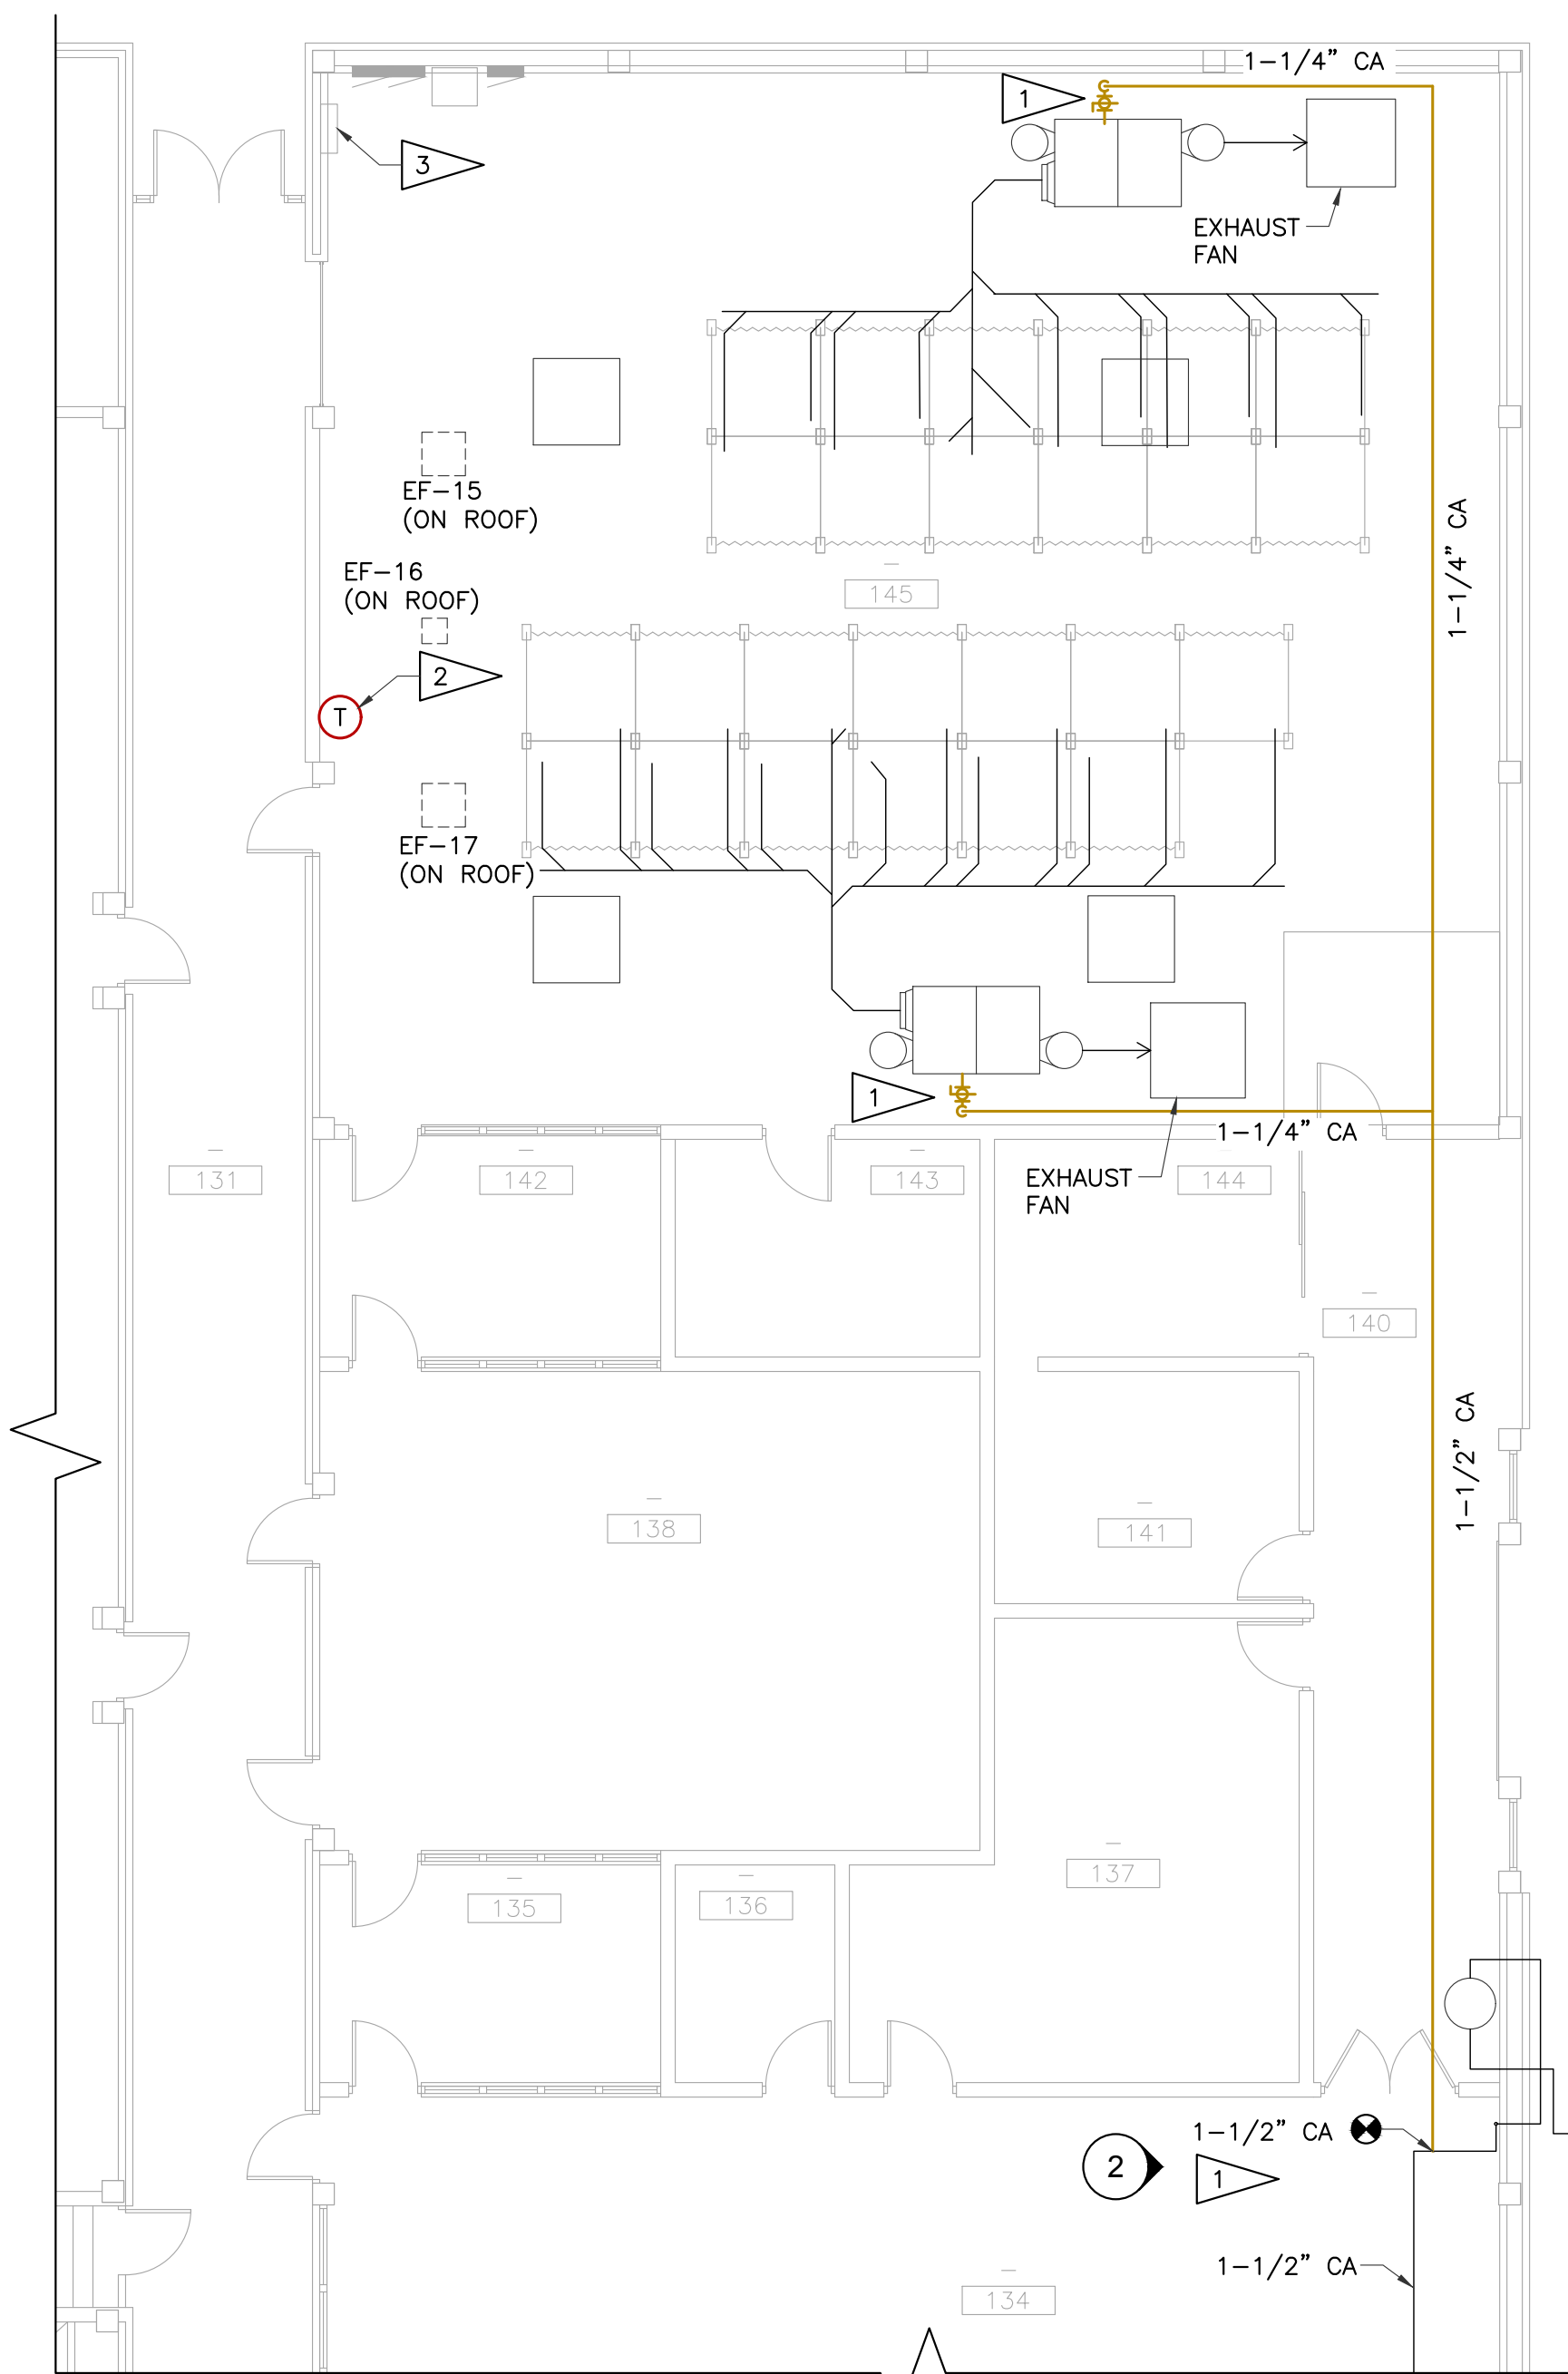 1-1/4" CA
1
3
EXHAUST
FAN
EF-15
(ON ROOF)
1-1/4" CA
EF-16
(ON ROOF)
145
2
T
EF-17
(ON ROOF)
1
1-1/4" CA
EXHAUST
FAN
131
142
143
144
140
1-1/2" CA
138
141
135
136
137
1-1/2" CA
2
1
1-1/2" CA
134